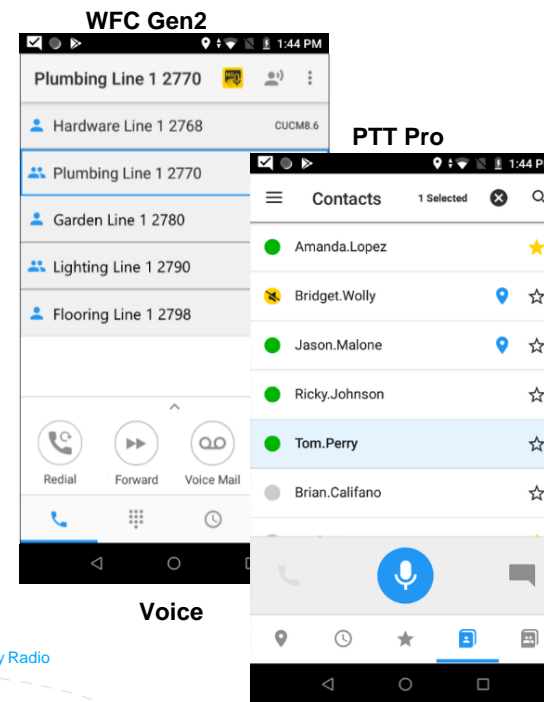 WFC Gen2
1:44 PM
Plumbing Line 1 2770
Hardware Line 1 2768
CUCM8.6
Plumbing Line 1 2770
Garden Line 1 2780
Lighting Line 1 2790
Flooring Line 1 2798
Redial
Forward
Voice Mail
Voice
y Radio
PTT Pro
1:44 P
Contacts
1 Selected
Amanda.Lopez
Bridget.Wolly
Jason.Malone
Ricky.Johnson
Tom.Perry
Brian.Califano